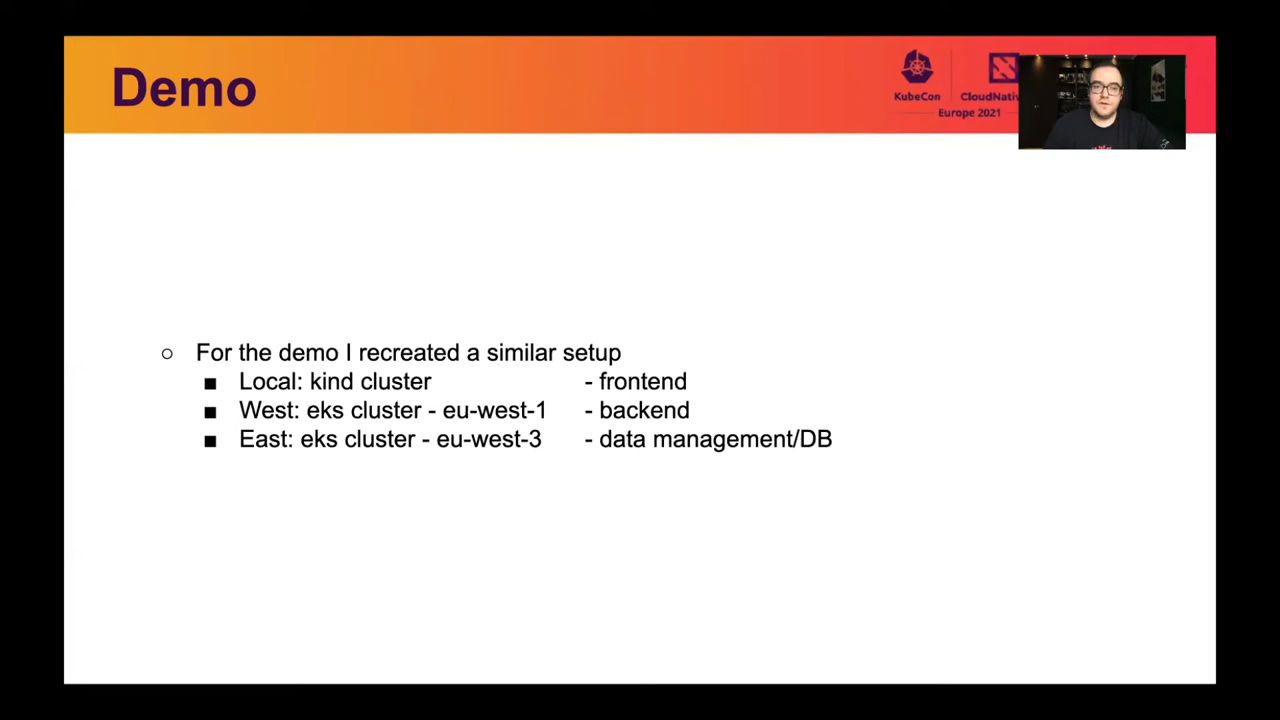 Demo
KubeCon
CloudNativ
Europe 2021
○ For the demo I recreated a similar setup
■ Local: kind cluster - frontend
■ West: eks cluster - eu-west-1 - backend
■ East: eks cluster - eu-west-3 - data management/DB